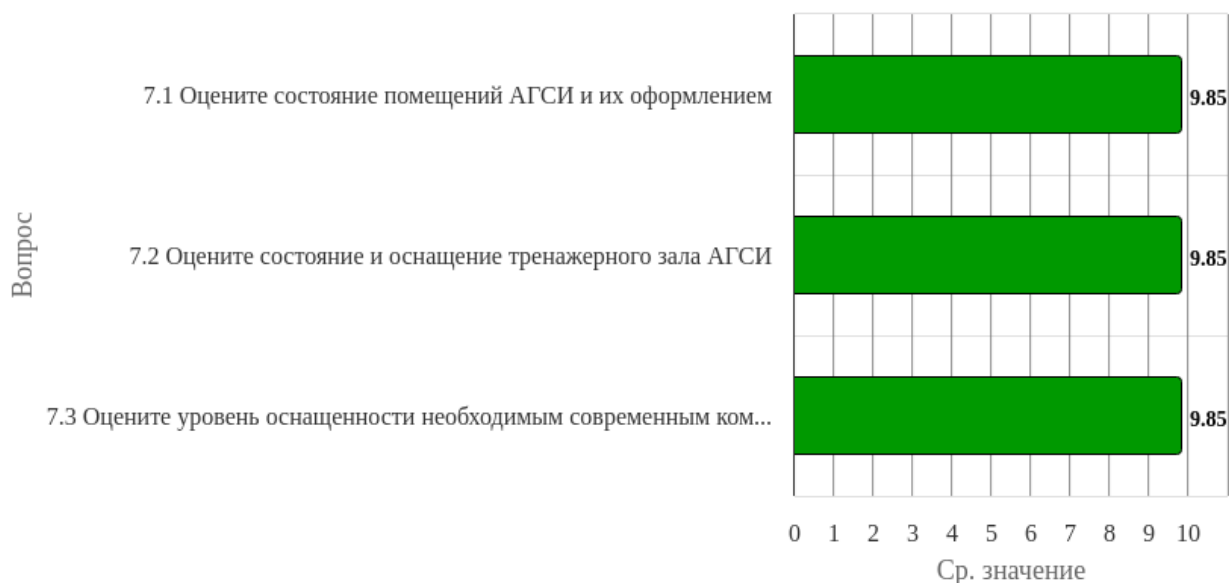 7.1 Оцените состояние помещений АГСИ и их оформлением
9.85
7.2 Оцените состояние и оснащение тренажерного зала АГСИ
9.85
7.3 Оцените уровень оснащенности необходимым современным ком...
9.85
Вопрос
0 1 2 3 4 5 6 7 8 9 10
Ср. значение